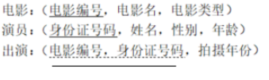 电影：（电影编号，电影名，电影类型）
演员：（身份证号码，姓名，性别，年龄）
出演：（电影编号，身份证号码，拍摄年份）